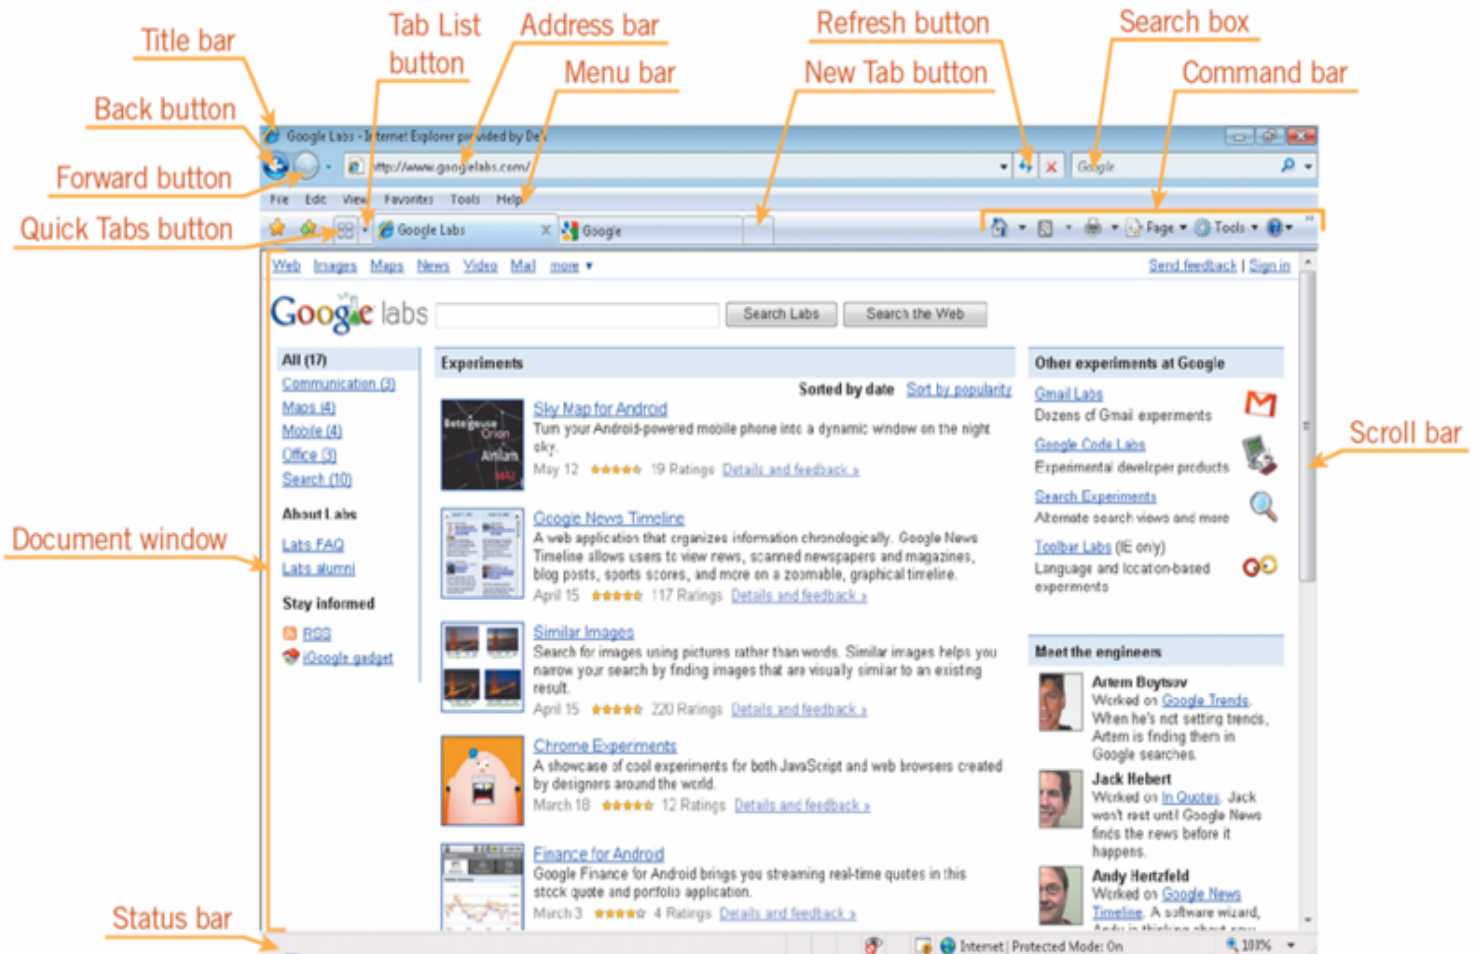 Title bar
Tab List button
Address bar
Menu bar
Refresh button
New Tab button
Search box
Command bar
Back button
Forward button
Quick Tabs button
Google Labs - Internet Explorer provided by Dell
http://www.googlelabs.com/
Google
File Edit View Favorites Tools Help
Google Labs X Google
Page Tools
Web Images Maps News Video Mail more ▼
Send feedback | Sign in
Google labs
Search Labs Search the Web
All (17)
Communication (3)
Maps (4)
Mobile (4)
Office (3)
Search (10)
About Labs
Labs FAQ
Labs alumni
Stay informed
RSS
iGoogle gadget
Experiments
Sorted by date Sort by popularity
Betelgeuse
Orion
Alnilam
M42
Sky Map for Android
Turn your Android-powered mobile phone into a dynamic window on the night
sky.
May 12 19 Ratings Details and feedback »
Google News Timeline
A web application that organizes information chronologically. Google News
Timeline allows users to view news, scanned newspapers and magazines,
blog posts, sports scores, and more on a zoomable, graphical timeline.
April 15 117 Ratings Details and feedback »
Similar Images
Search for images using pictures rather than words. Similar images helps you
narrow your search by finding images that are visually similar to an existing
result.
April 15 220 Ratings Details and feedback »
Chrome Experiments
A showcase of cool experiments for both JavaScript and web browsers created
by designers around the world.
March 18 12 Ratings Details and feedback »
Finance for Android
Google Finance for Android brings you streaming real-time quotes in this
stock quote and portfolio application.
March 3 4 Ratings Details and feedback »
Other experiments at Google
Gmail Labs
Dozens of Gmail experiments
Google Code Labs
Experimental developer products
Search Experiments
Alternate search views and more
Toolbar Labs (IE only)
Language and location-based
experiments
Meet the engineers
Artem Boytsov
Worked on Google Trends.
When he's not setting trends,
Artem is finding them in
Google searches.
Jack Hebert
Worked on In Quotes. Jack
won't rest until Google News
finds the news before it
happens.
Andy Hertzfeld
Worked on Google News
Timeline. A software wizard,
Andy is thinking about new
Scroll bar
Document window
Status bar
Internet | Protected Mode: On
100%